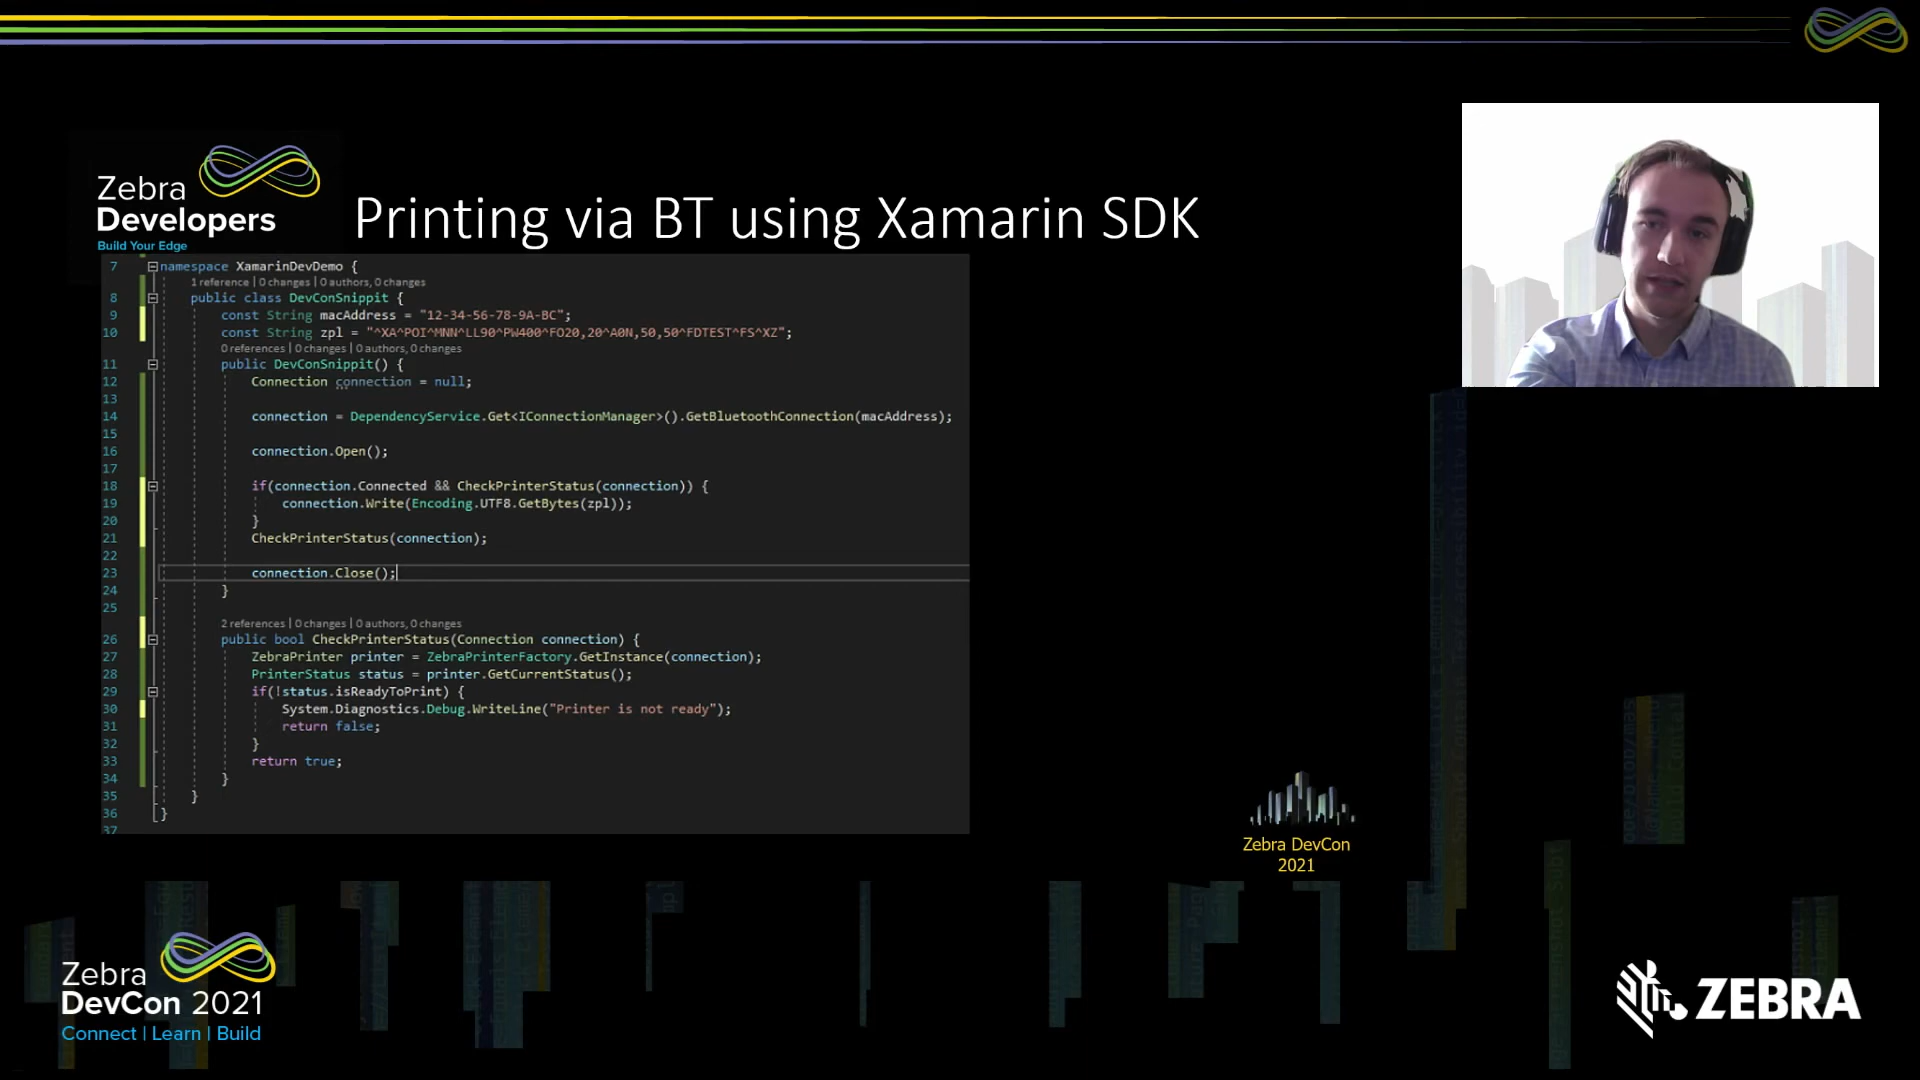 Zebra
Developers
Build Your Edge
Printing via BT using Xamarin SDK
7 namespace XamarinDevDemo {
1 reference | 0 changes | 0 authors, 0 changes
8 public class DevConSnippit {
9 const String macAddress = "12-34-56-78-9A-BC";
10 const String zpl = "^XA^POI^MNN^LL90^PW400^FO20,20^A0N,50,50^FDTEST^FS^XZ";
0 references | 0 changes | 0 authors, 0 changes
11 public DevConSnippit() {
12 Connection connection = null;
13
14 connection = DependencyService.Get<IConnectionManager>().GetBluetoothConnection(macAddress);
15
16 connection.Open();
17
18 if(connection.Connected && CheckPrinterStatus(connection)) {
19 connection.Write(Encoding.UTF8.GetBytes(zpl));
20 }
21 CheckPrinterStatus(connection);
22
23 connection.Close();
24 }
25
2 references | 0 changes | 0 authors, 0 changes
26 public bool CheckPrinterStatus(Connection connection) {
27 ZebraPrinter printer = ZebraPrinterFactory.GetInstance(connection);
28 PrinterStatus status = printer.GetCurrentStatus();
29 if(!status.isReadyToPrint) {
30 System.Diagnostics.Debug.WriteLine("Printer is not ready");
31 return false;
32 }
33 return true;
34 }
35 }
36 }
37
Zebra DevCon
2021
Zebra
DevCon 2021
Connect | Learn | Build
ZEBRA